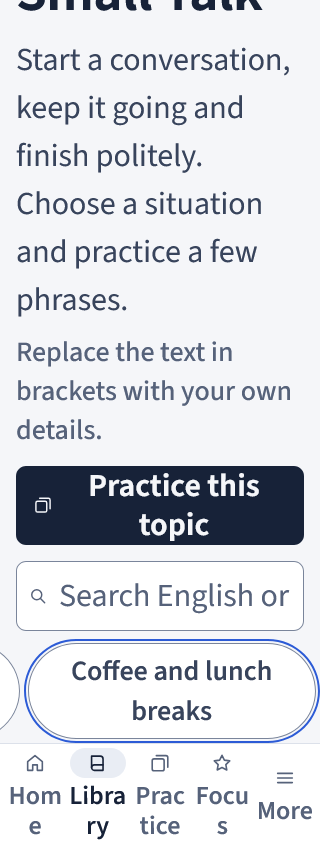 Small Talk
Start a conversation,
keep it going and
finish politely.
Choose a situation
and practice a few
phrases.
Replace the text in
brackets with your own
details.
Practice this
topic
Search English or
Coffee and lunch
breaks
Hom
e
Libra
ry
Prac
tice
Focu
s
More